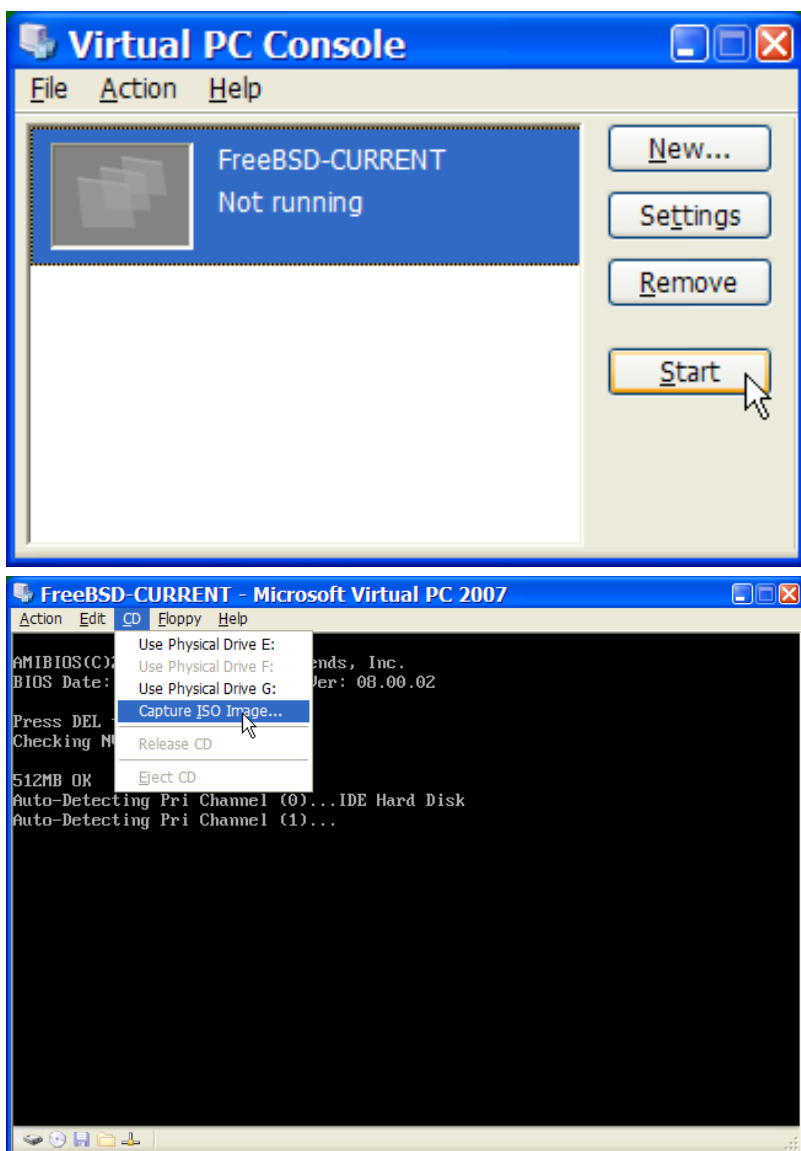 Virtual PC Console
File Action Help
FreeBSD-CURRENT
Not running
New...
Settings
Remove
Start
FreeBSD-CURRENT - Microsoft Virtual PC 2007
Action Edit CD Floppy Help
Use Physical Drive E:
AMIBIOS(C)2 Use Physical Drive F: ends, Inc.
BIOS Date: Use Physical Drive G: Ver: 08.00.02
Press DEL Capture ISO Image...
Checking Release CD
512MB OK Eject CD
Auto-Detecting Pri Channel (0)...IDE Hard Disk
Auto-Detecting Pri Channel (1)...